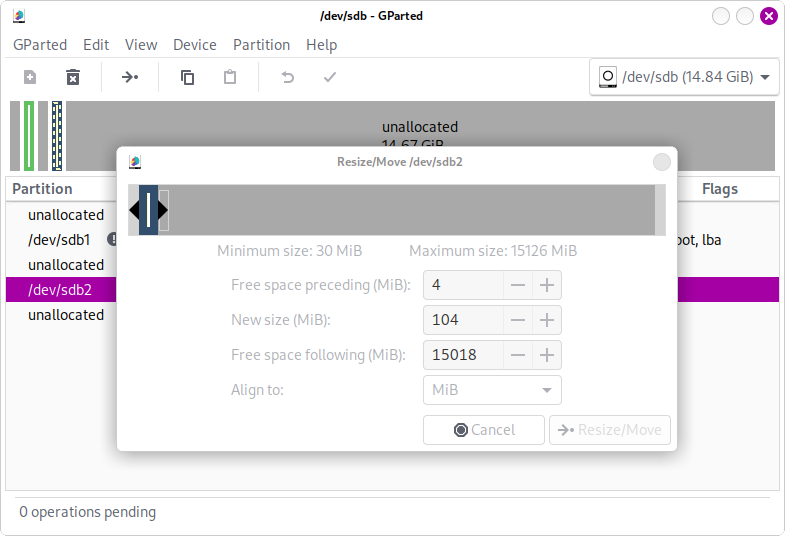 /dev/sdb - GParted
GParted Edit View Device Partition Help
/dev/sdb (14.84 GiB)
unallocated
14.67 GiB
Partition Flags
unallocated
/dev/sdb1 lba
unallocated
/dev/sdb2
unallocated
Resize/Move /dev/sdb2
Minimum size: 30 MiB Maximum size: 15126 MiB
Free space preceding (MiB): 4
New size (MiB): 104
Free space following (MiB): 15018
Align to: MiB
Cancel Resize/Move
0 operations pending